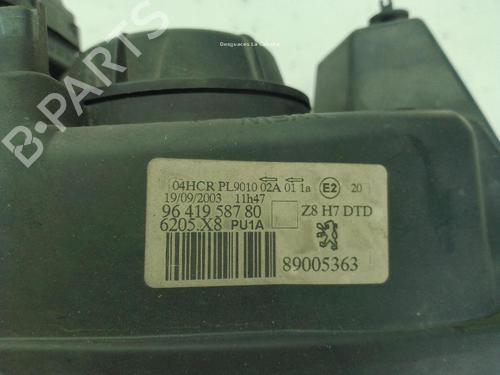 Desguaces La Cabaña
B-PARTS
04HCR PL9010 02A 01 1a E2 20
19/09/2003 11h47
96 419 587 80 Z8 H7 DTD
6205.X8 PU1A
89005363
B-PARTS